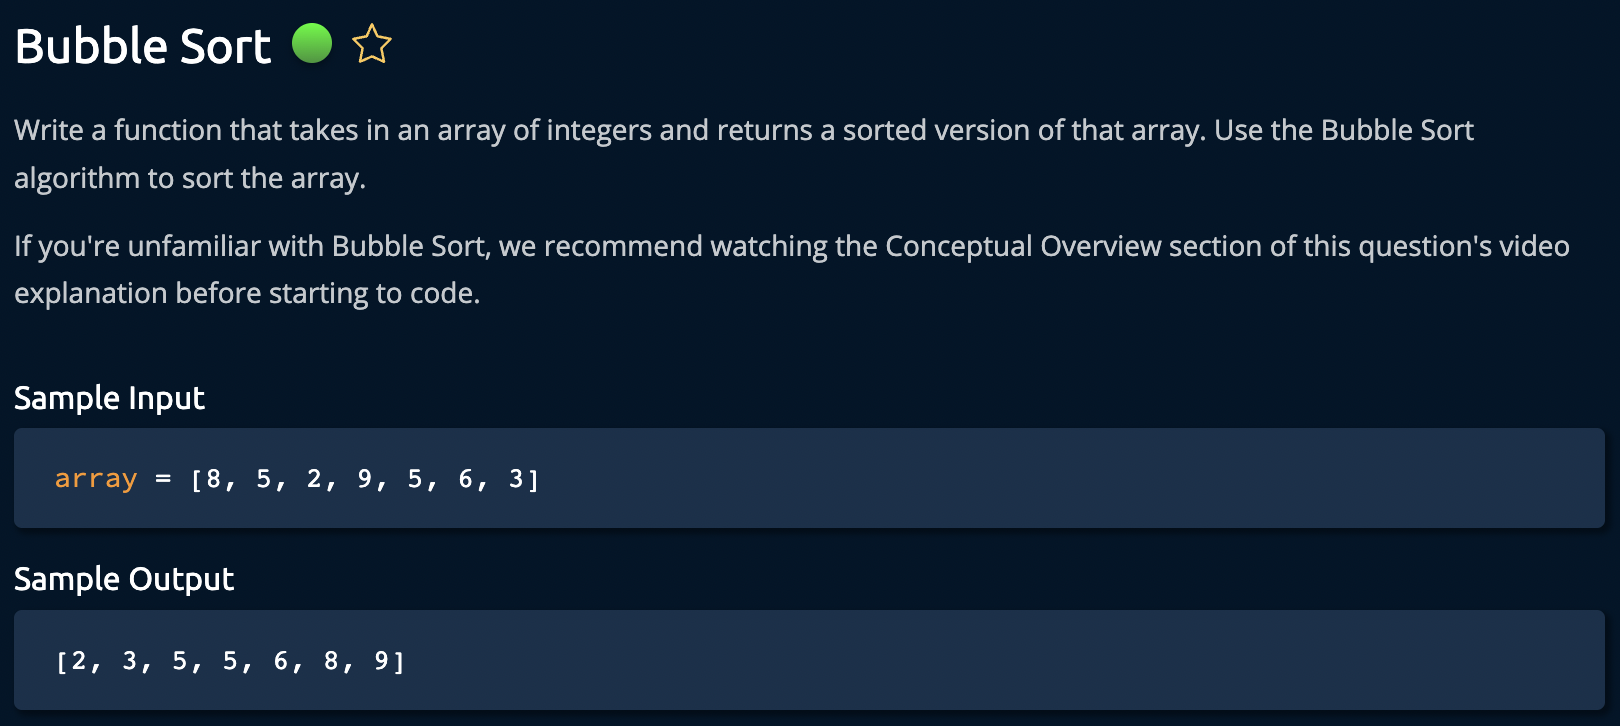 Bubble Sort
Write a function that takes in an array of integers and returns a sorted version of that array. Use the Bubble Sort
algorithm to sort the array.
If you're unfamiliar with Bubble Sort, we recommend watching the Conceptual Overview section of this question's video
explanation before starting to code.
Sample Input
array = [8, 5, 2, 9, 5, 6, 3]
Sample Output
[2, 3, 5, 5, 6, 8, 9]